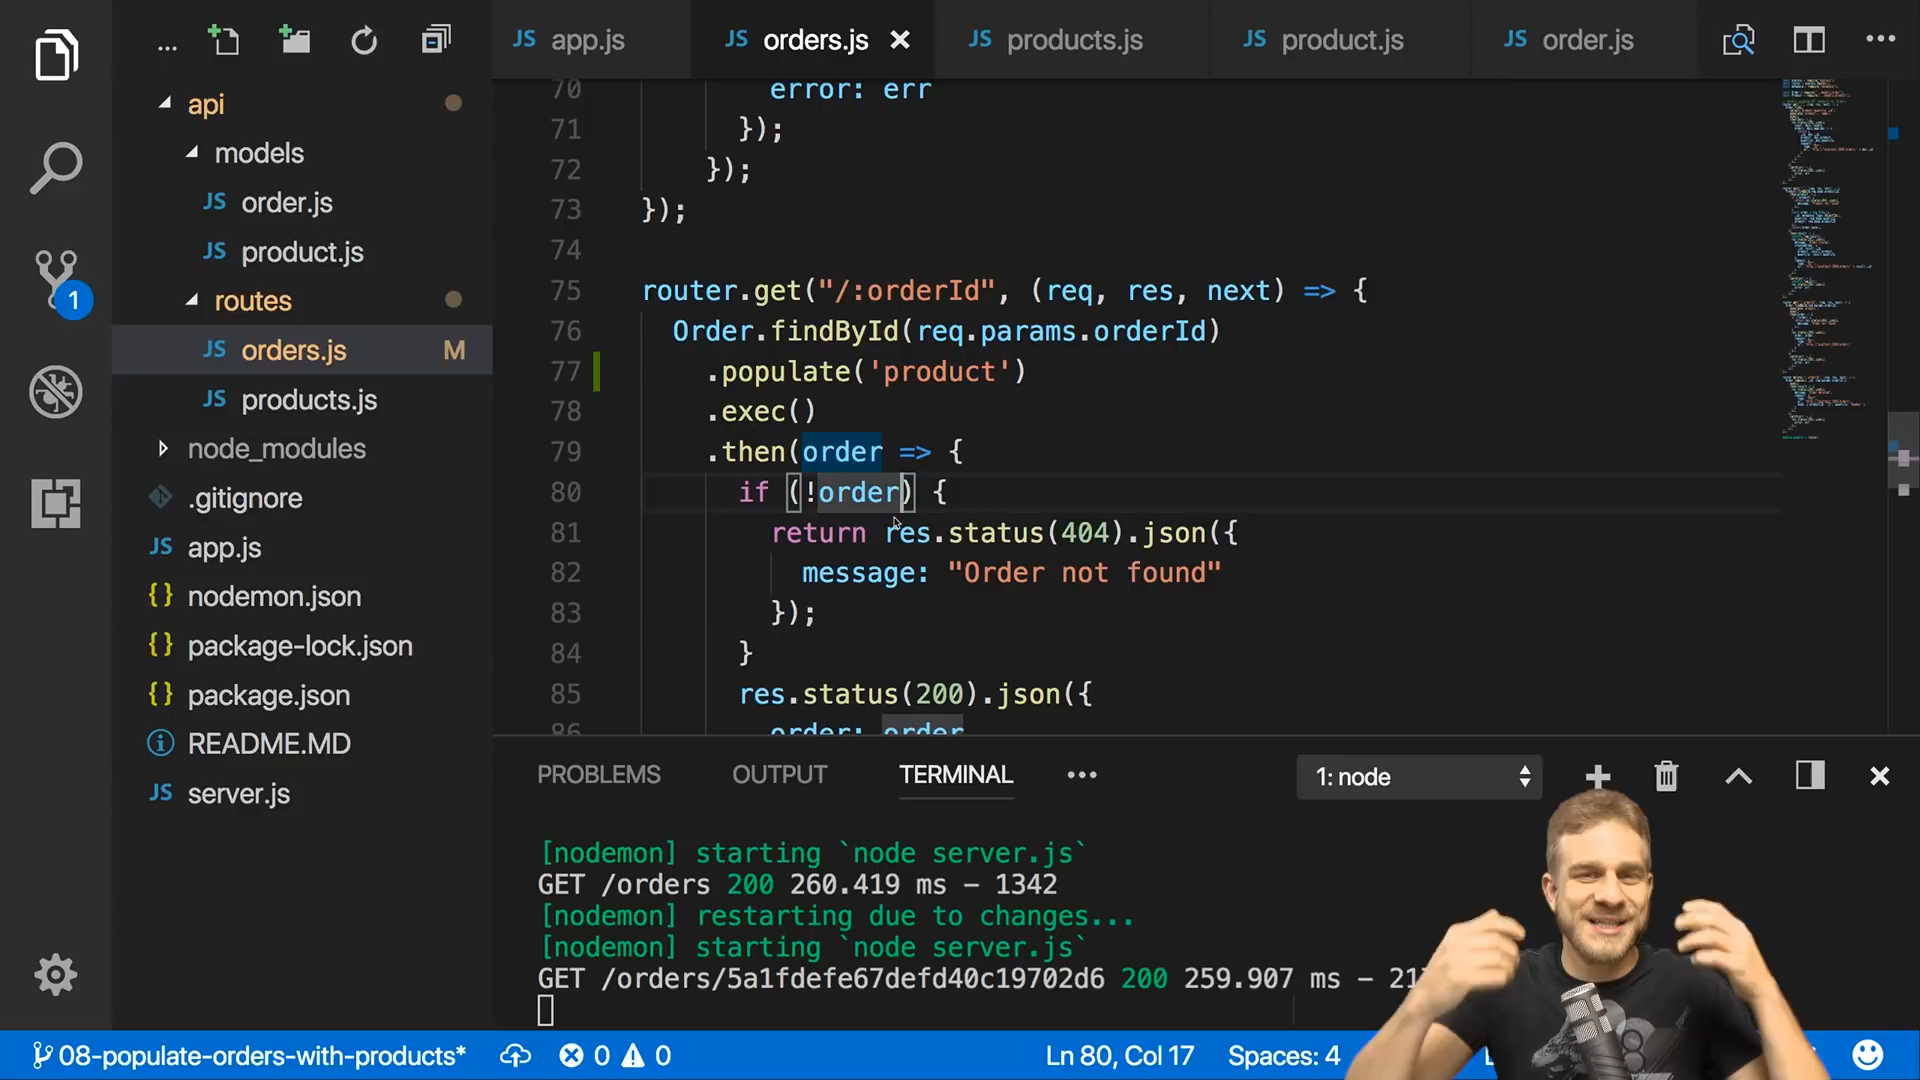 ...
JS app.js
JS orders.js
JS products.js
JS product.js
JS order.js
...
api
models
JS order.js
JS product.js
routes
JS orders.js M
JS products.js
node_modules
.gitignore
JS app.js
{} nodemon.json
{} package-lock.json
{} package.json
README.MD
JS server.js
1
70 error: err
71 });
72 });
73 });
74
75 router.get("/:orderId", (req, res, next) => {
76 Order.findById(req.params.orderId)
77 .populate('product')
78 .exec()
79 .then(order => {
80 if (!order) {
81 return res.status(404).json({
82 message: "Order not found"
83 });
84 }
85 res.status(200).json({
86 order: order
PROBLEMS OUTPUT TERMINAL ... 1: node
[nodemon] starting `node server.js`
GET /orders 200 260.419 ms - 1342
[nodemon] restarting due to changes...
[nodemon] starting `node server.js`
GET /orders/5a1fdefe67defd40c19702d6 200 259.907 ms - 21
08-populate-orders-with-products* 0 0 Ln 80, Col 17 Spaces: 4